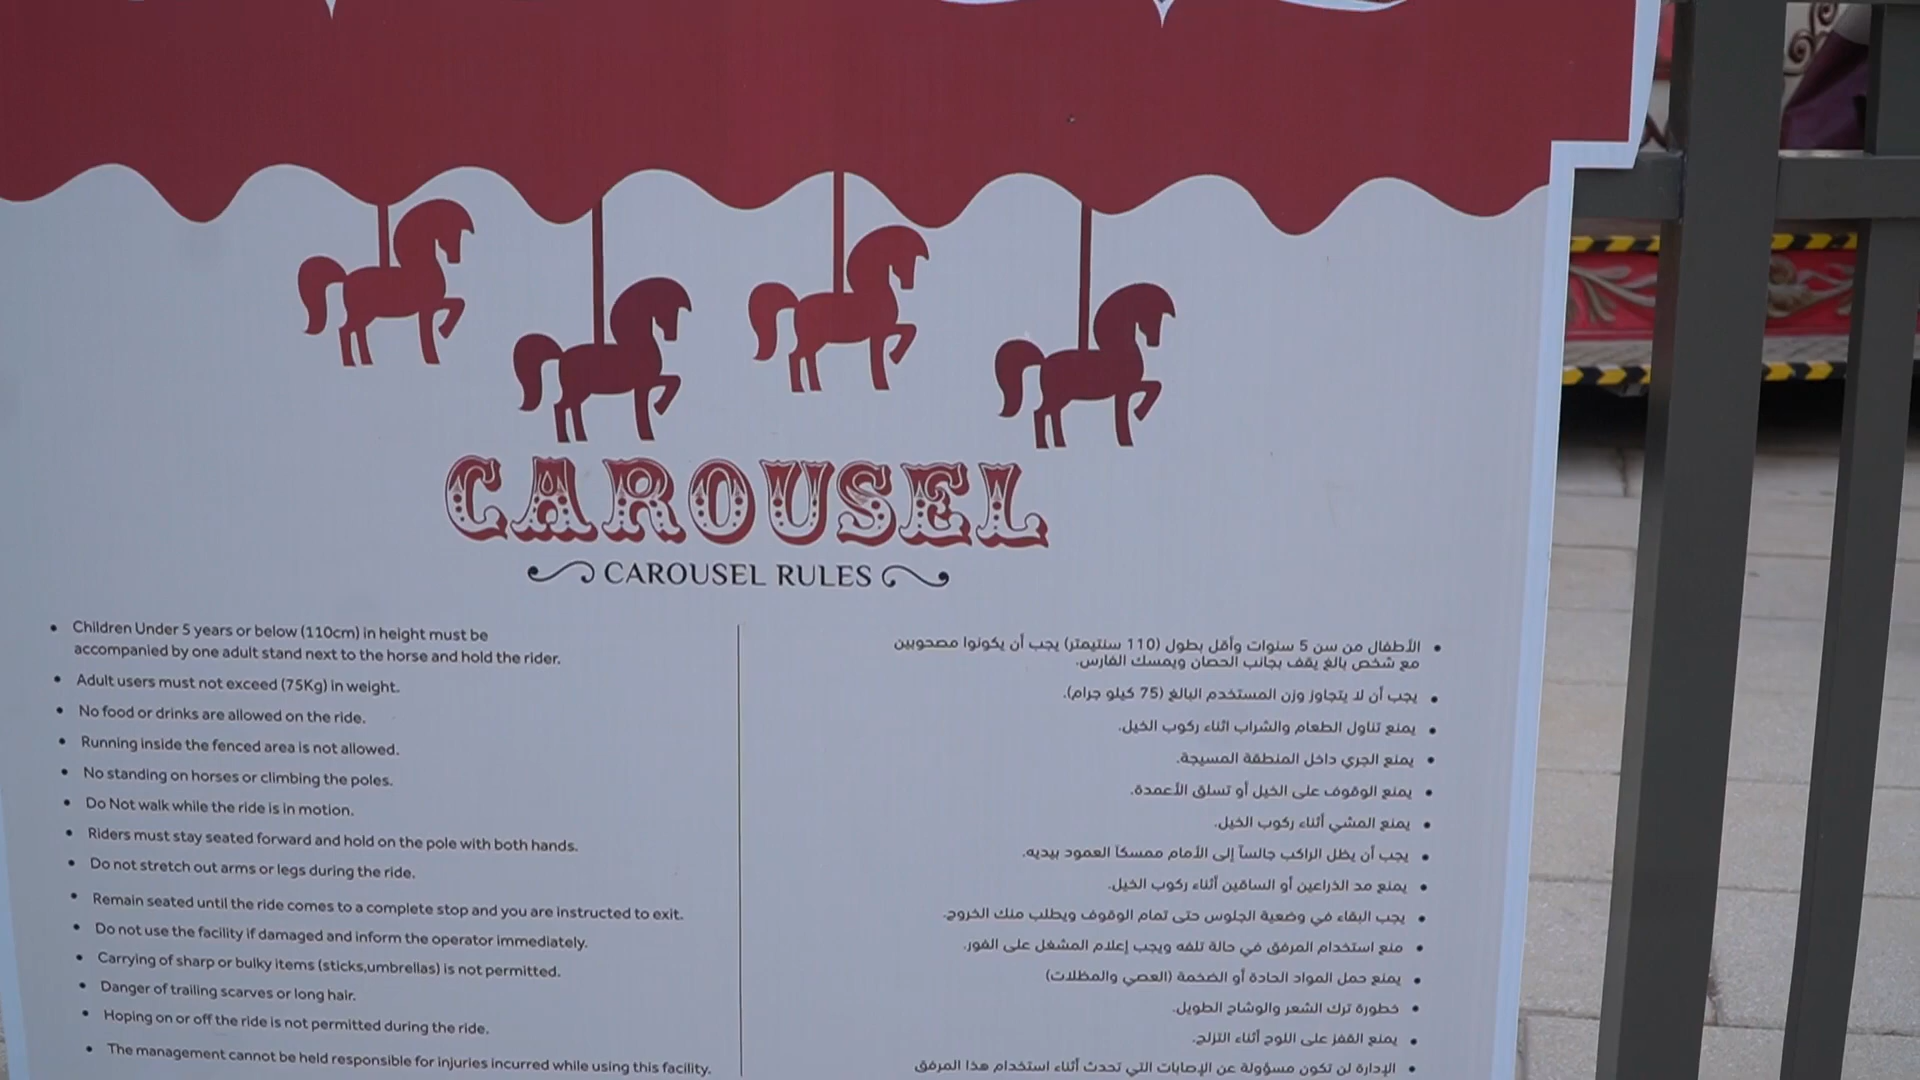 CAROUSEL
CAROUSEL RULES
• Children Under 5 years or below (110cm) in height must be
accompanied by one adult stand next to the horse and hold the rider.
• Adult users must not exceed (75Kg) in weight.
• No food or drinks are allowed on the ride.
• Running inside the fenced area is not allowed.
• No standing on horses or climbing the poles.
• Do Not walk while the ride is in motion.
• Riders must stay seated forward and hold on the pole with both hands.
• Do not stretch out arms or legs during the ride.
• Remain seated until the ride comes to a complete stop and you are instructed to exit.
• Do not use the facility if damaged and inform the operator immediately.
• Carrying of sharp or bulky items (sticks,umbrellas) is not permitted.
• Danger of trailing scarves or long hair.
• Hoping on or off the ride is not permitted during the ride.
• The management cannot be held responsible for injuries incurred while using this facility.
• الأطفال من سن 5 سنوات وأقل بطول (110 سنتيمتر) يجب أن يكونوا مصحوبين
مع شخص بالغ يقف بجانب الحصان ويمسك الفارس.
• يجب أن لا يتجاوز وزن المستخدم البالغ (75 كيلو جرام).
• يمنع تناول الطعام والشراب اثناء ركوب الخيل.
• يمنع الجري داخل المنطقة المسيجة.
• يمنع الوقوف على الخيل أو تسلق الأعمدة.
• يمنع المشي أثناء ركوب الخيل.
• يجب أن يظل الراكب جالساً إلى الأمام ممسكاً العمود بيديه.
• يمنع مد الذراعين أو الساقين أثناء ركوب الخيل.
• يجب البقاء في وضعية الجلوس حتى تمام الوقوف ويطلب منك الخروج.
• منع استخدام المرفق في حالة تلفه ويجب إعلام المشغل على الفور.
• يمنع حمل المواد الحادة أو الضخمة (العصي والمظلات)
• خطورة ترك الشعر والوشاح الطويل.
• يمنع القفز على اللوح أثناء التزلج.
• الإدارة لن تكون مسؤولة عن الإصابات التي تحدث أثناء استخدام هذا المرفق